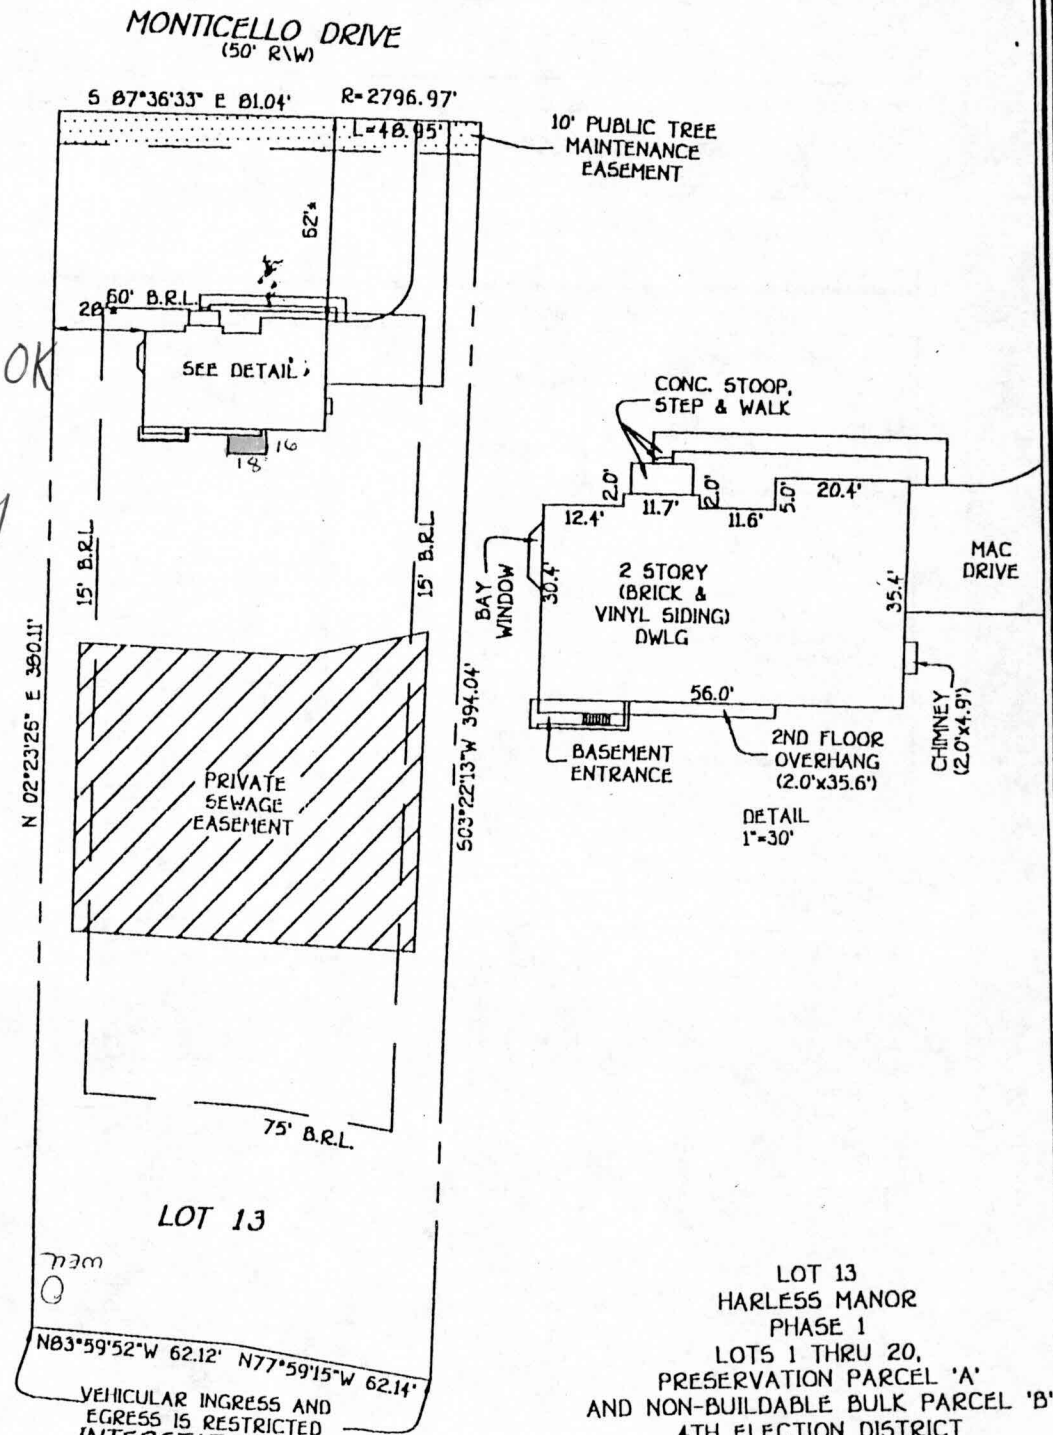 MONTICELLO DRIVE
(50' R\W)
S 87°36'33" E 81.04'
R=2796.97'
L=48.95'
10' PUBLIC TREE
MAINTENANCE
EASEMENT
62'±
60' B.R.L.
28'±
OK
SEE DETAIL
16
18
15' B.R.L.
15' B.R.L.
N 02°23'25" E 380.11'
S03°22'13"W 394.04'
PRIVATE
SEWAGE
EASEMENT
75' B.R.L.
LOT 13
WELL
N83°59'52"W 62.12'
N77°59'15"W 62.14'
VEHICULAR INGRESS AND
EGRESS IS RESTRICTED
CONC. STOOP,
STEP & WALK
2.0'
12.4'
11.7'
2.0'
11.6'
5.0'
20.4'
BAY
WINDOW
30.4'
2 STORY
(BRICK &
VINYL SIDING)
DWLG
35.4'
MAC
DRIVE
56.0'
BASEMENT
ENTRANCE
2ND FLOOR
OVERHANG
(2.0'x35.6')
CHIMNEY
(2.0'x4.9')
DETAIL
1"=30'
LOT 13
HARLESS MANOR
PHASE 1
LOTS 1 THRU 20,
PRESERVATION PARCEL 'A'
AND NON-BUILDABLE BULK PARCEL 'B'
4TH ELECTION DISTRICT